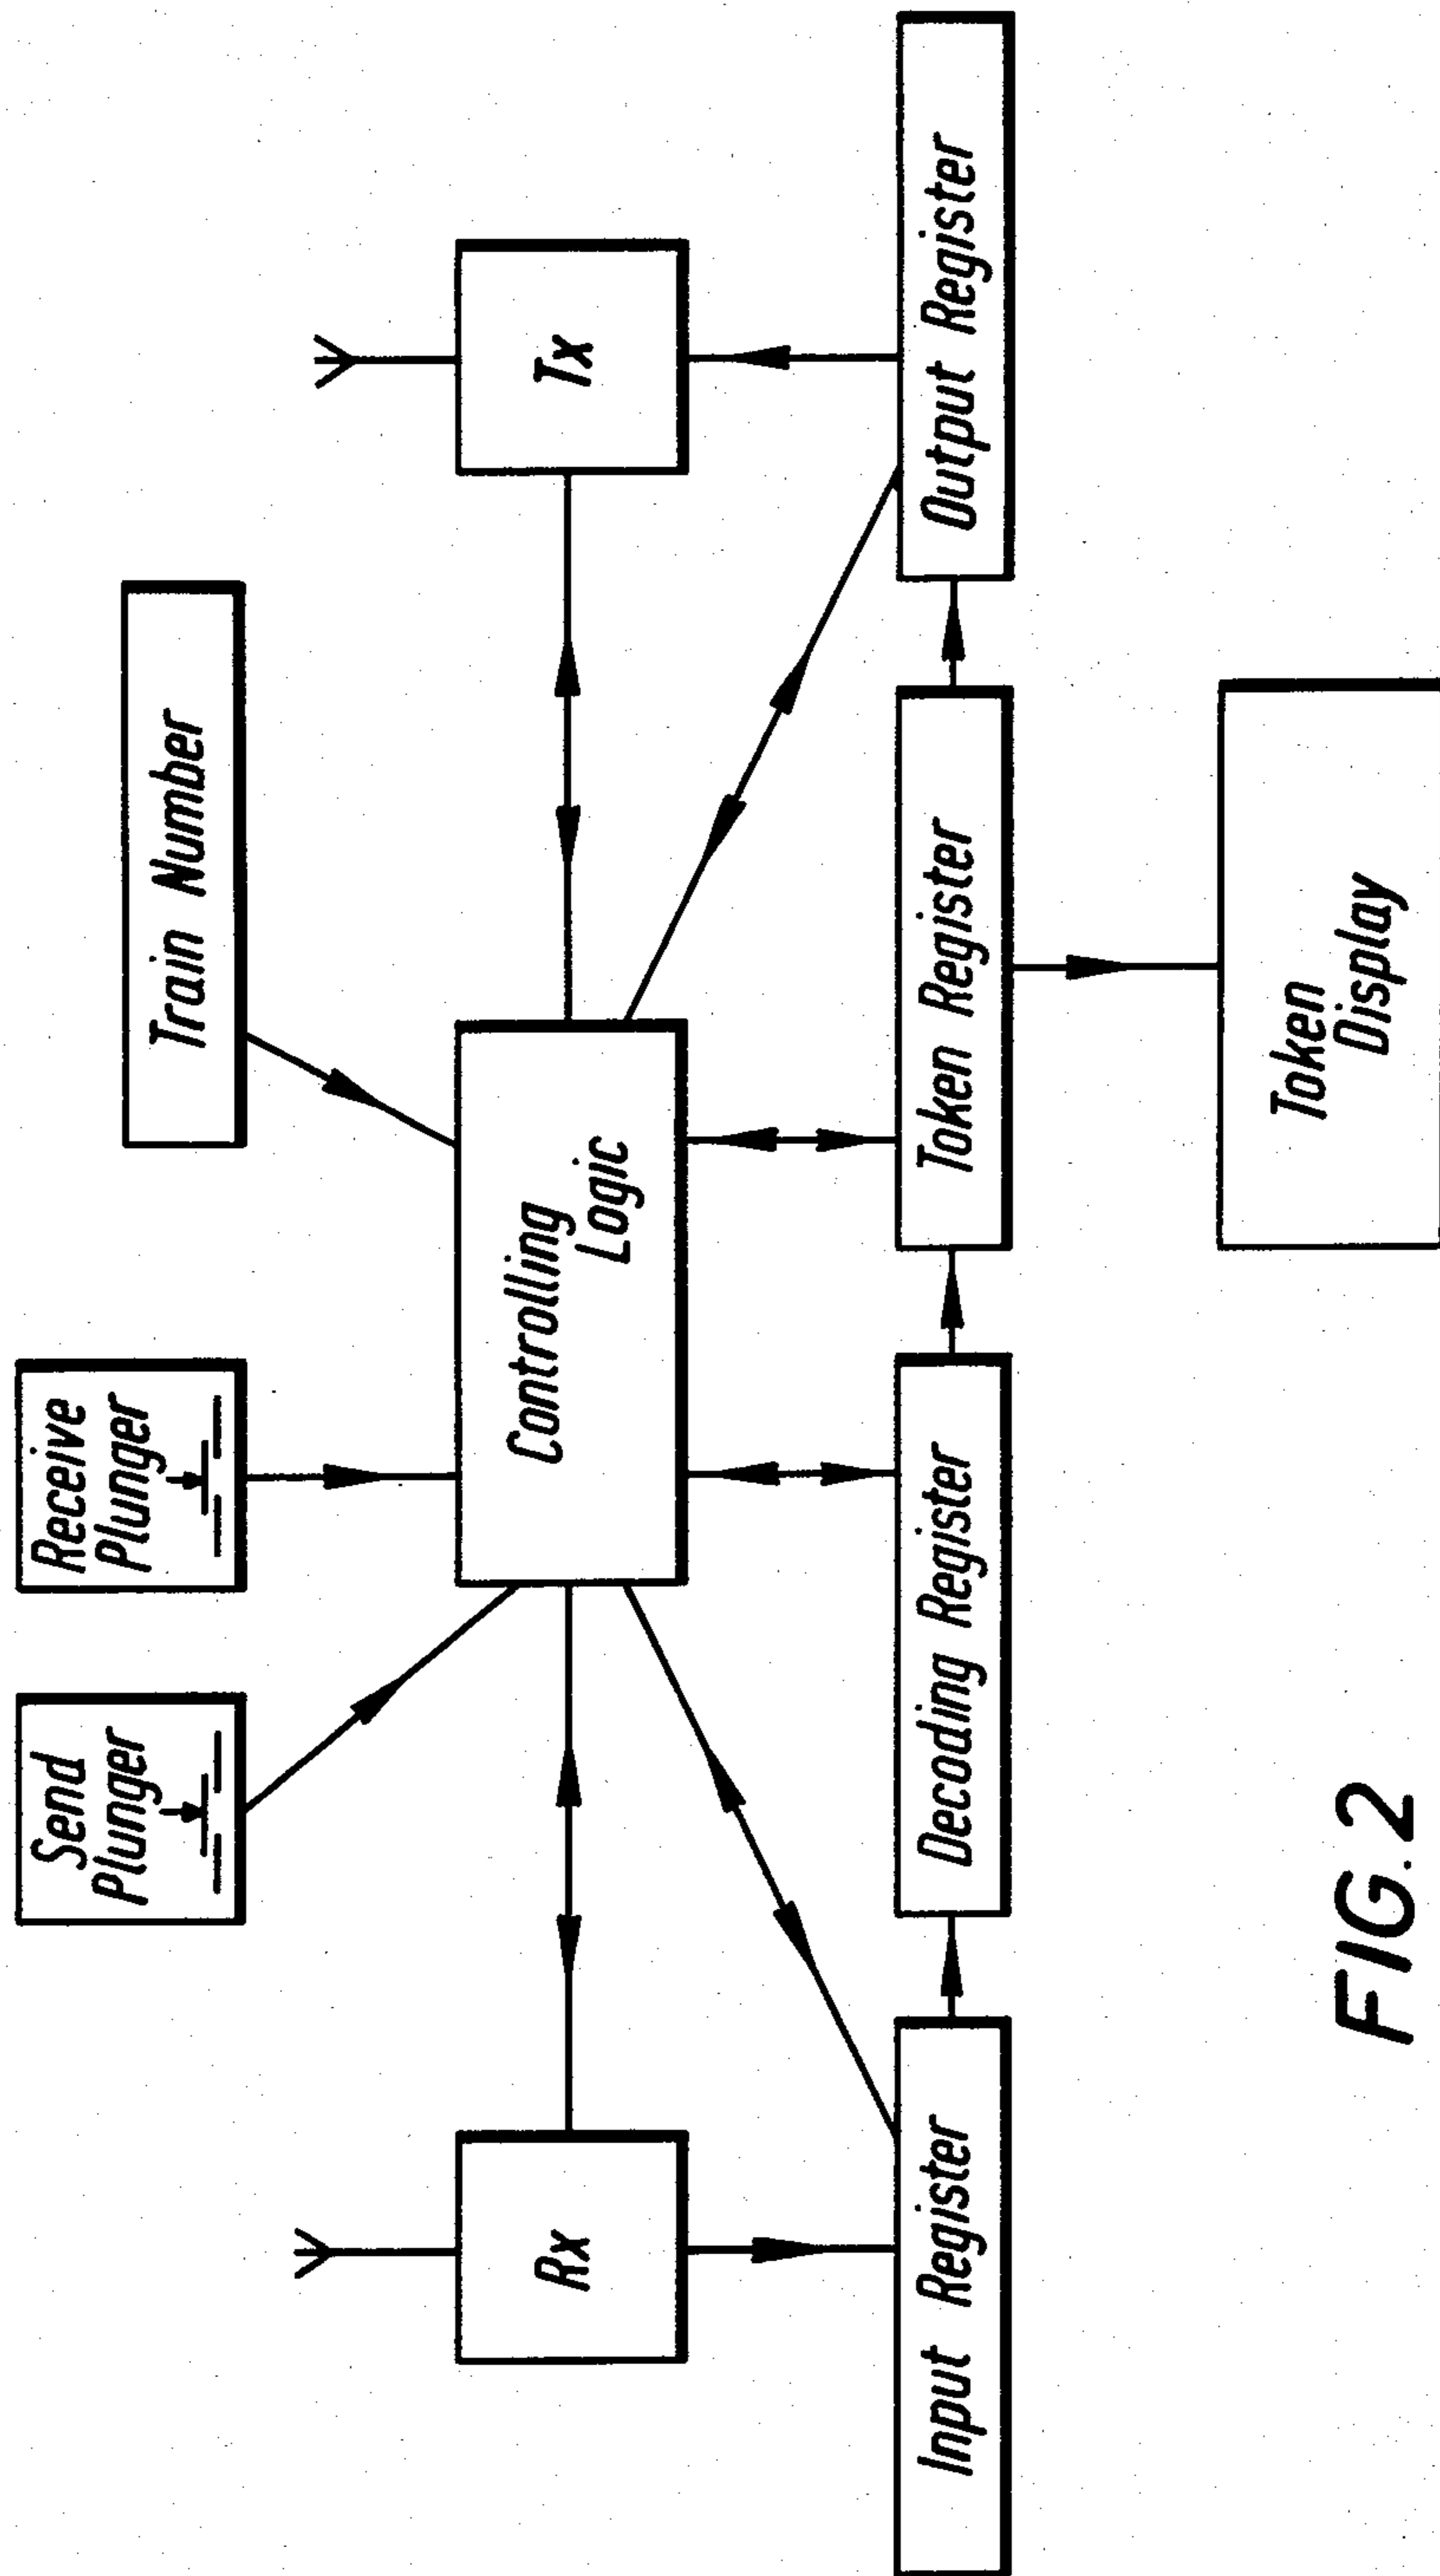 Send
Plunger
Receive
Plunger
Train Number
Rx
Controlling
Logic
Tx
Input Register
Decoding Register
Token Register
Output Register
Token
Display
FIG. 2